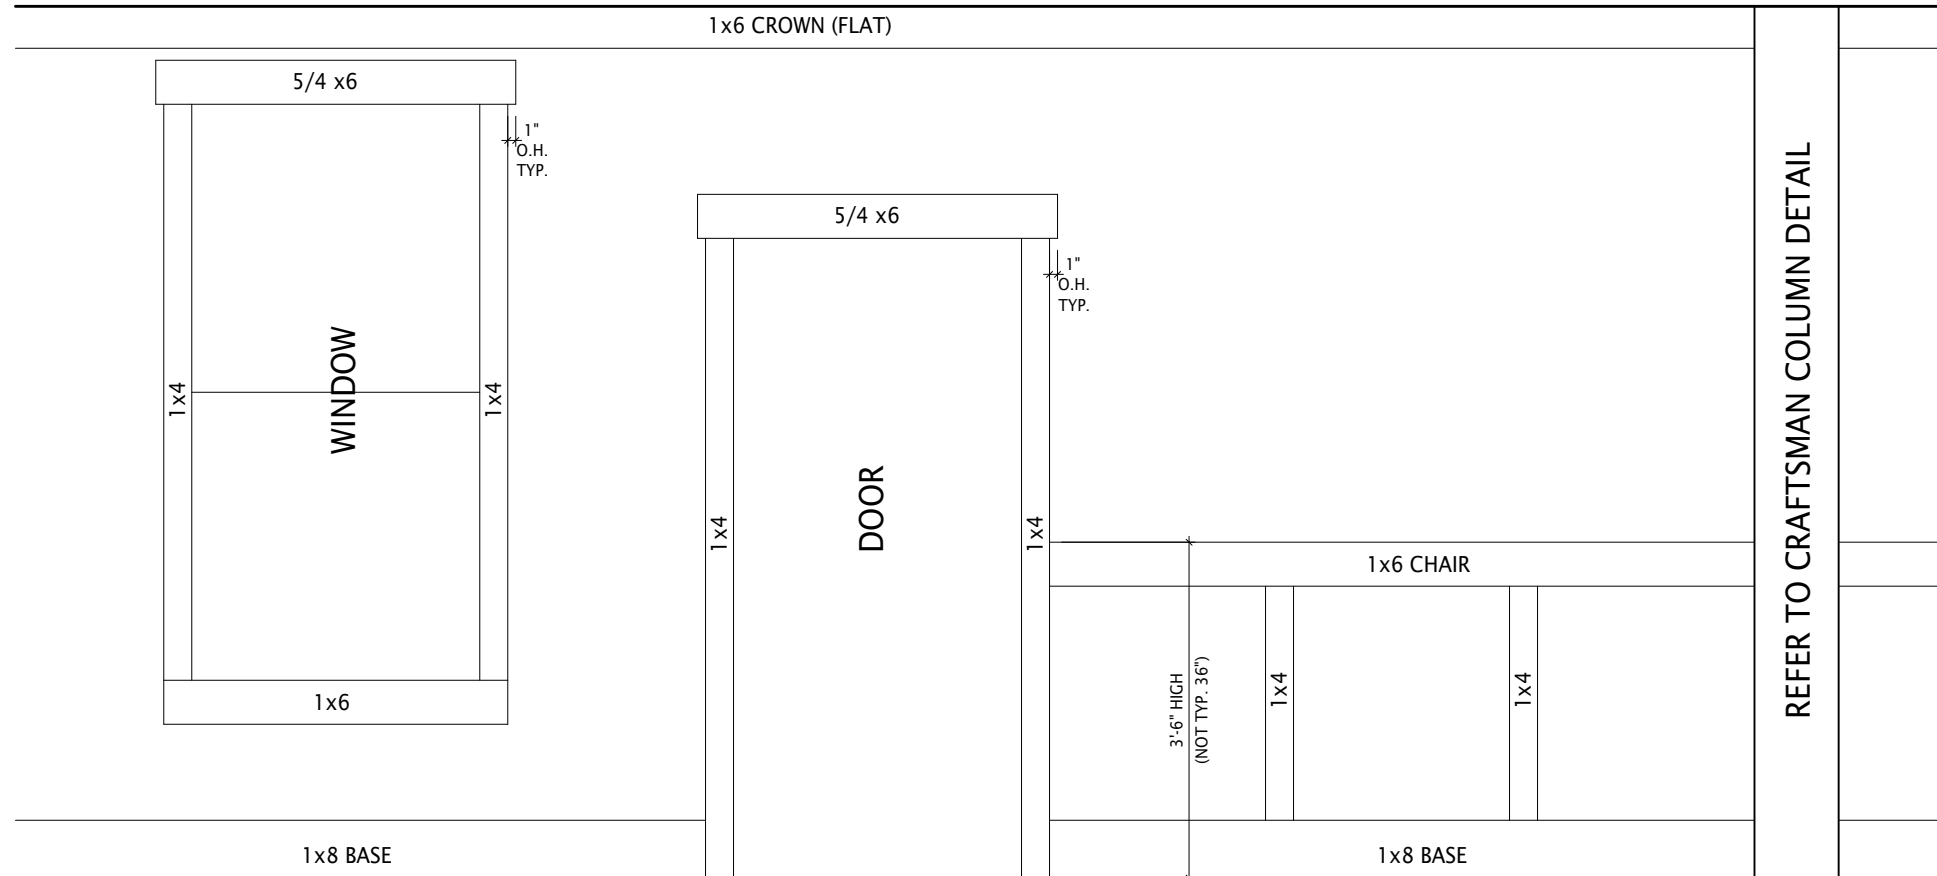 1x6 CROWN (FLAT)
5/4 x6
1"
O.H.
TYP.
1x4
WINDOW
1x4
1x6
5/4 x6
1"
O.H.
TYP.
1x4
DOOR
1x4
1x6 CHAIR
3'-6" HIGH
(NOT TYP. 36")
1x4
1x4
REFER TO CRAFTSMAN COLUMN DETAIL
1x8 BASE
1x8 BASE